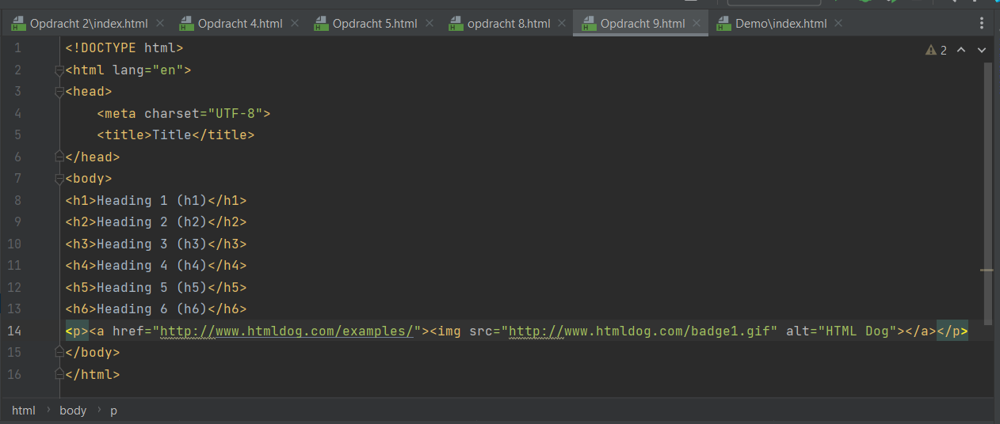 Opdracht 2\index.html Opdracht 4.html Opdracht 5.html opdracht 8.html Opdracht 9.html Demo\index.html
2
1 <!DOCTYPE html>
2 <html lang="en">
3 <head>
4     <meta charset="UTF-8">
5     <title>Title</title>
6 </head>
7 <body>
8 <h1>Heading 1 (h1)</h1>
9 <h2>Heading 2 (h2)</h2>
10 <h3>Heading 3 (h3)</h3>
11 <h4>Heading 4 (h4)</h4>
12 <h5>Heading 5 (h5)</h5>
13 <h6>Heading 6 (h6)</h6>
14 <p><a href="http://www.htmldog.com/examples/"><img src="http://www.htmldog.com/badge1.gif" alt="HTML Dog"></a></p>
15 </body>
16 </html>
html › body › p